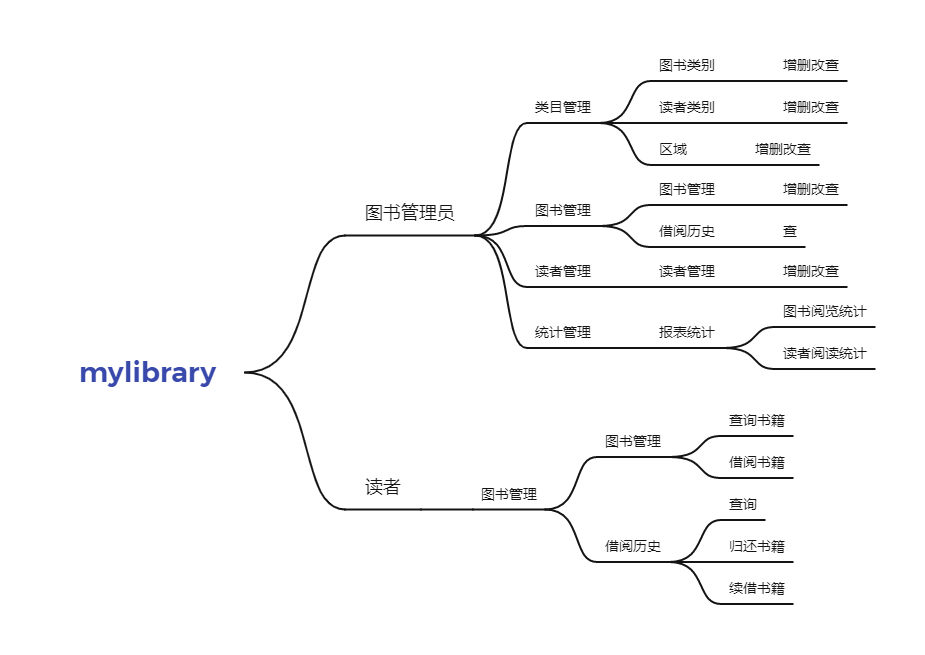 图书类别 增删改查
类目管理 读者类别 增删改查
区域 增删改查
图书管理员 图书管理 图书管理 增删改查
借阅历史 查
读者管理 读者管理 增删改查
统计管理 报表统计 图书阅览统计
读者阅读统计
mylibrary
查询书籍
图书管理
借阅书籍
读者 图书管理
查询
借阅历史 归还书籍
续借书籍